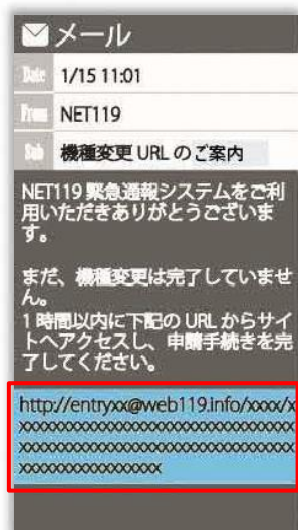 メール
Date 1/15 11:01
From NET119
Sub 機種変更 URL のご案内
NET119 緊急通報システムをご利
用いただきありがとうございま
す。
まだ、機種変更は完了していませ
ん。
1 時間以内に下記の URL からサイ
トへアクセスし、申請手続きを完
了してください。
http://entryxx@web119.info/xxxx/x
xxxxxxxxxxxxxxxxxxxxxxxxxxxxxxxxx
xxxxxxxxxxxxxxxxxxxxxxxxxxxxxxxxx
xxxxxxxxxxxxxxxxx